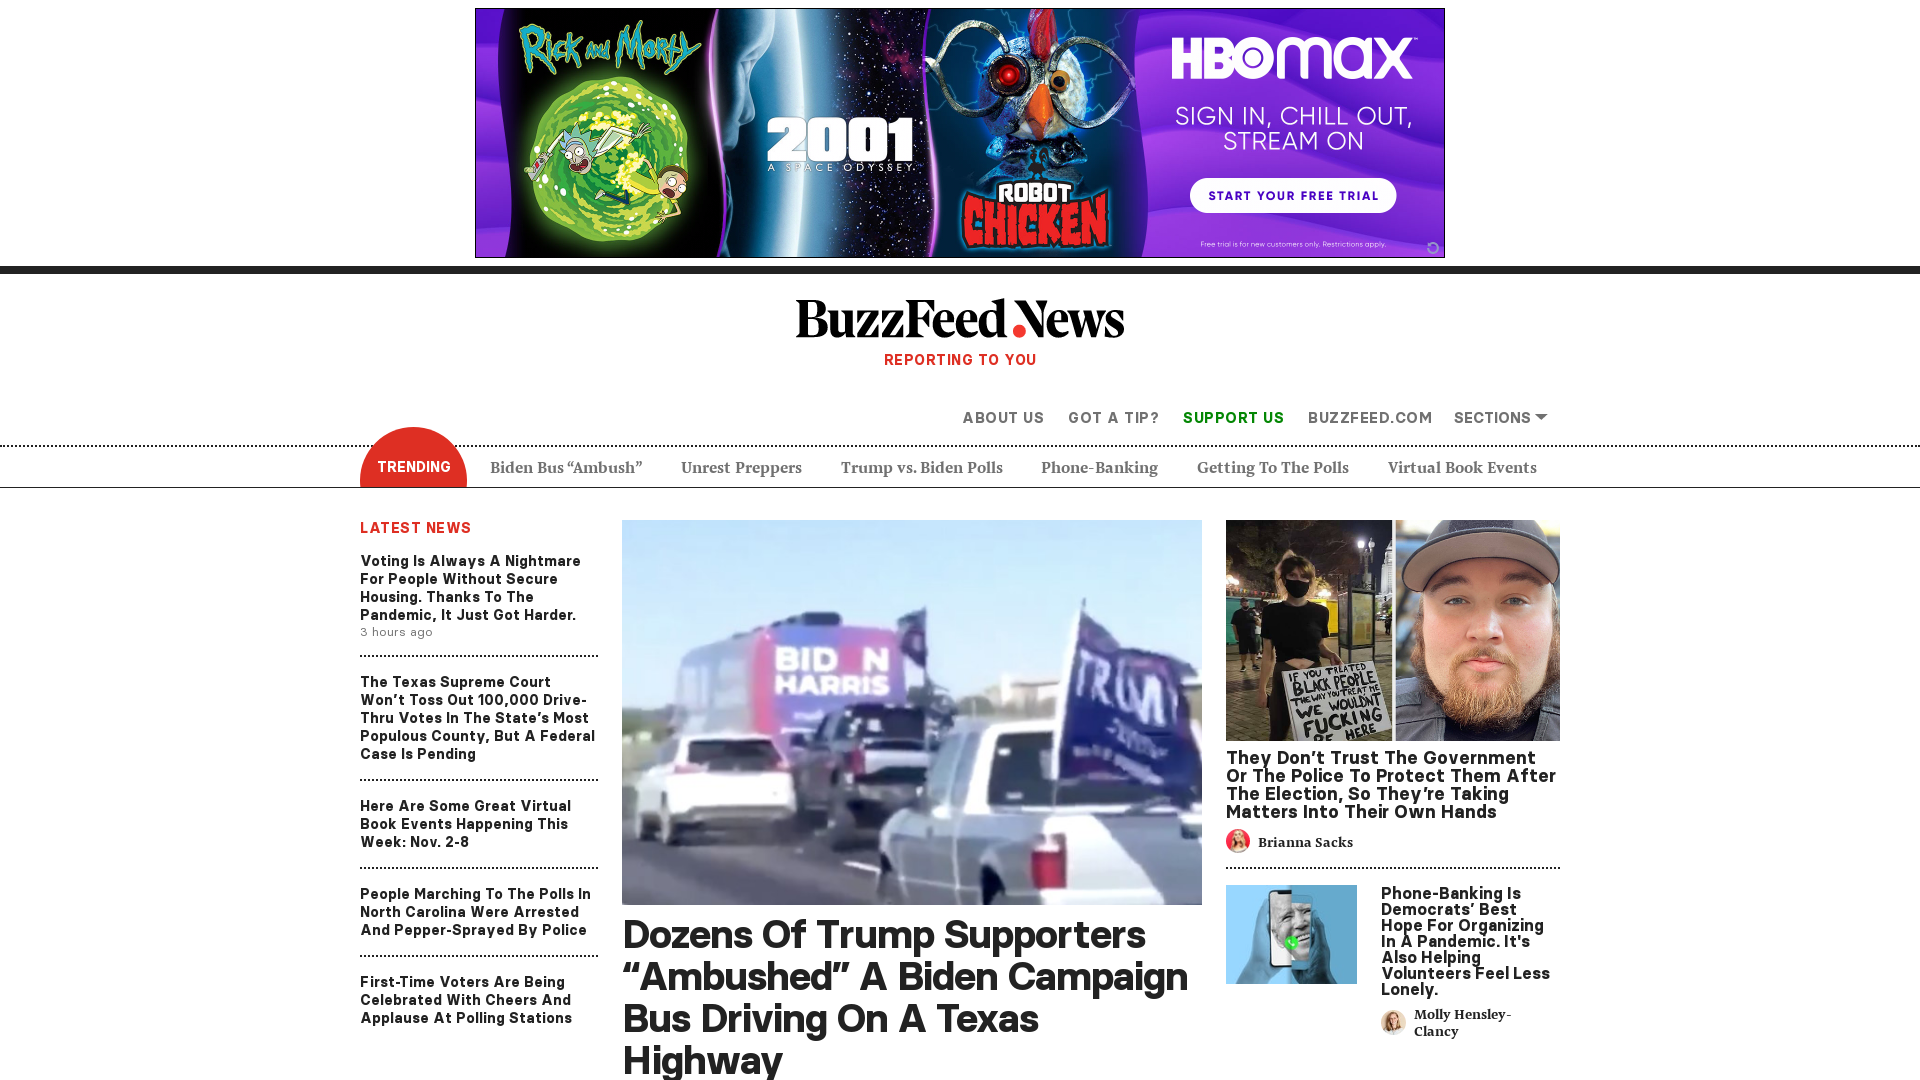 Rick and Morty
2001
A SPACE ODYSSEY
ROBOT
CHICKEN
HBOMAX
SIGN IN, CHILL OUT,
STREAM ON
START YOUR FREE TRIAL
Free trial is for new customers only. Restrictions apply.
BuzzFeed News
REPORTING TO YOU
ABOUT US GOT A TIP? SUPPORT US BUZZFEED.COM SECTIONS
TRENDING Biden Bus “Ambush” Unrest Preppers Trump vs. Biden Polls Phone-Banking Getting To The Polls Virtual Book Events
LATEST NEWS
Voting Is Always A Nightmare
For People Without Secure
Housing. Thanks To The
Pandemic, It Just Got Harder.
3 hours ago
The Texas Supreme Court
Won’t Toss Out 100,000 Drive-
Thru Votes In The State’s Most
Populous County, But A Federal
Case Is Pending
Here Are Some Great Virtual
Book Events Happening This
Week: Nov. 2-8
People Marching To The Polls In
North Carolina Were Arrested
And Pepper-Sprayed By Police
First-Time Voters Are Being
Celebrated With Cheers And
Applause At Polling Stations
BID N
HARRIS
TRUM
Dozens Of Trump Supporters
“Ambushed” A Biden Campaign
Bus Driving On A Texas
Highway
IF YOU TREATED
BLACK PEOPLE
THE WAY YOU TREAT ME
WE WOULDN'T
FUCKING
BE HERE
They Don’t Trust The Government
Or The Police To Protect Them After
The Election, So They’re Taking
Matters Into Their Own Hands
Brianna Sacks
Phone-Banking Is
Democrats’ Best
Hope For Organizing
In A Pandemic. It's
Also Helping
Volunteers Feel Less
Lonely.
Molly Hensley-
Clancy